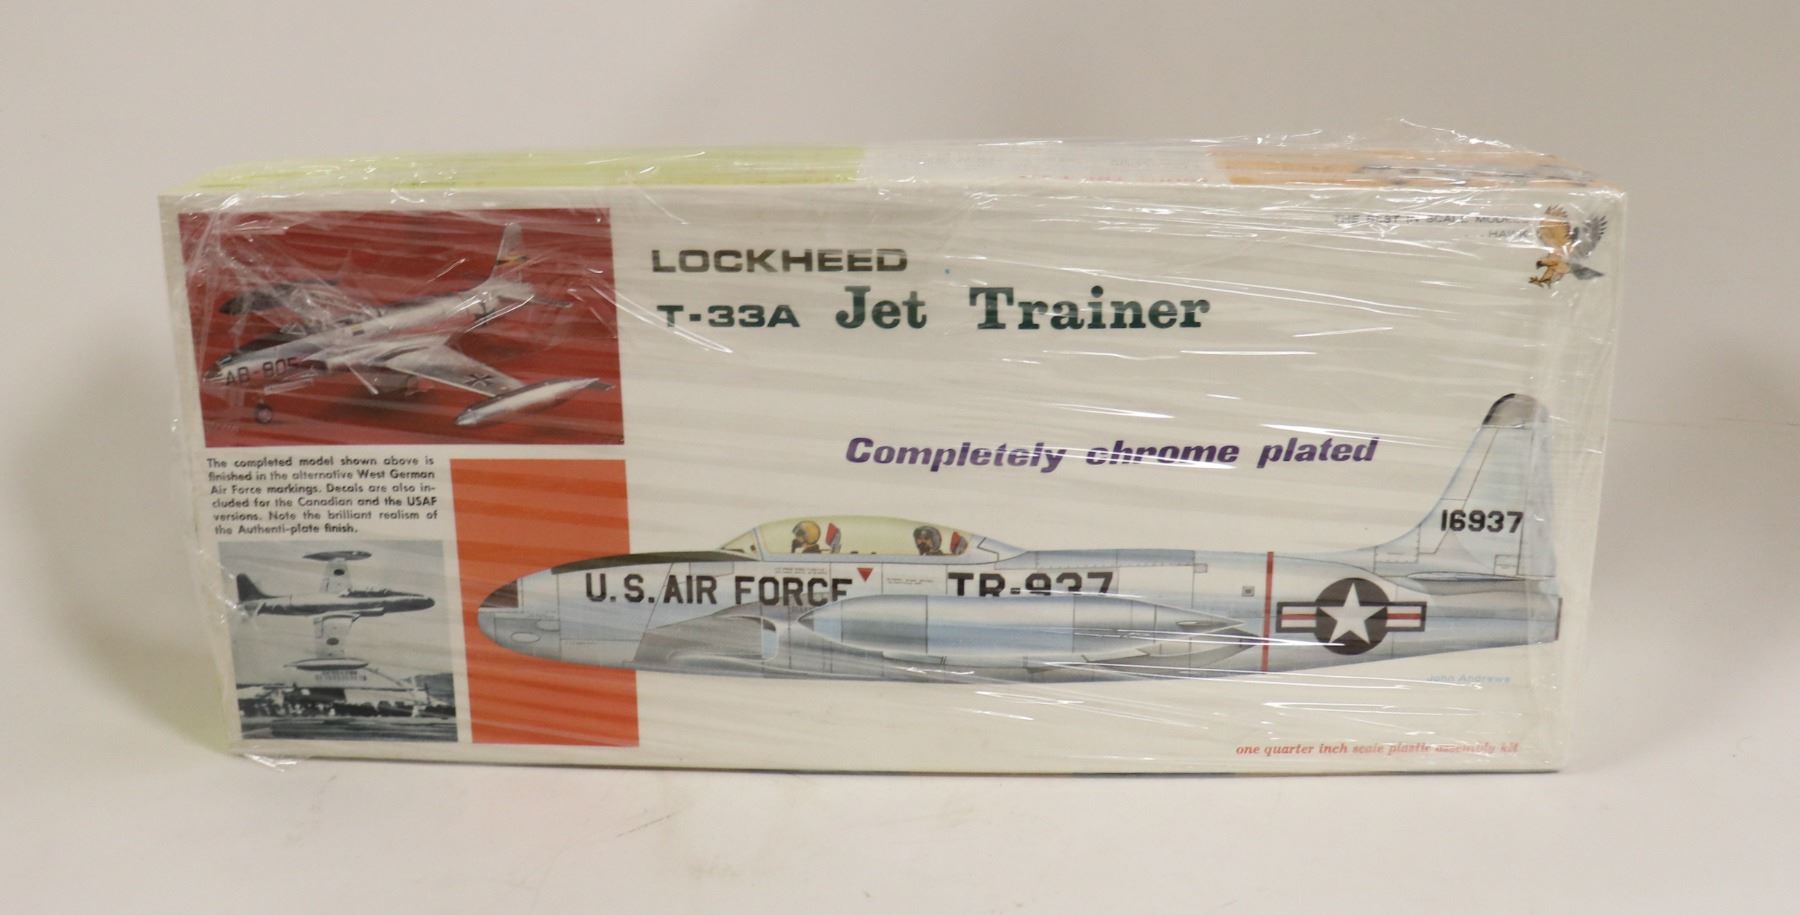 THE BEST IN SCALE MODELS
HAWK
LOCKHEED
T-33A Jet Trainer
AB-805
Completely chrome plated
The completed model shown above is
finished in the alternative West German
Air Force markings. Decals are also in-
cluded for the Canadian and the USAF
versions. Note the brilliant realism of
the Authenti-plate finish.
16937
U.S. AIR FORCE
TR-937
John Andrews
one quarter inch scale plastic assembly kit